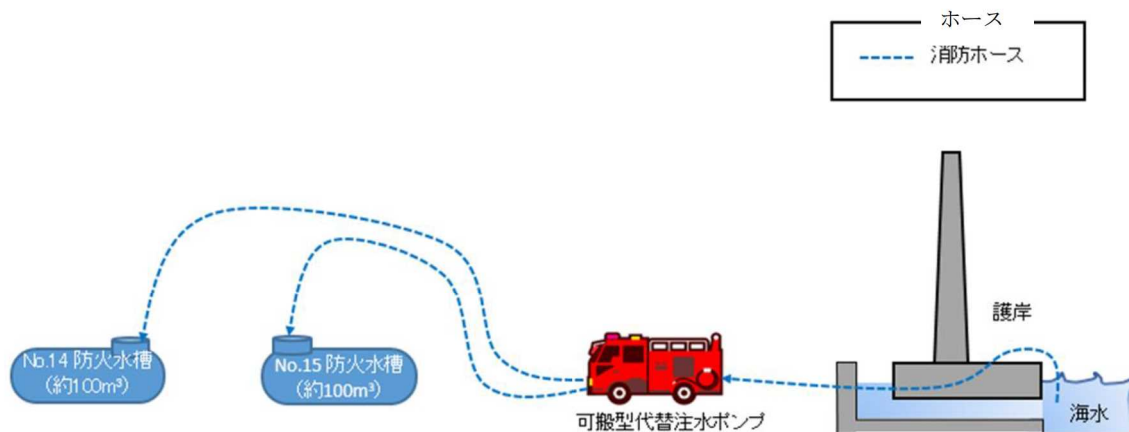 ホース
消防ホース
護岸
No.14 防火水槽
(約100m³)
No.15 防火水槽
(約100m³)
可搬型代替注水ポンプ
海水